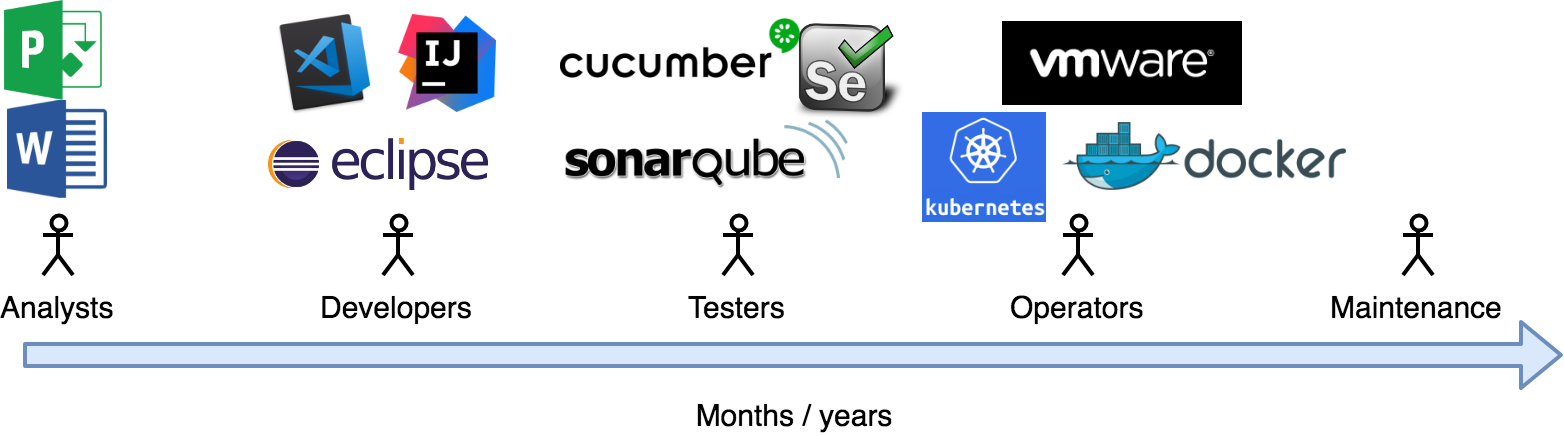 P
W
IJ
eclipse
cucumber
Se
sonarqube
vmware®
kubernetes
docker
Analysts
Developers
Testers
Operators
Maintenance
Months / years